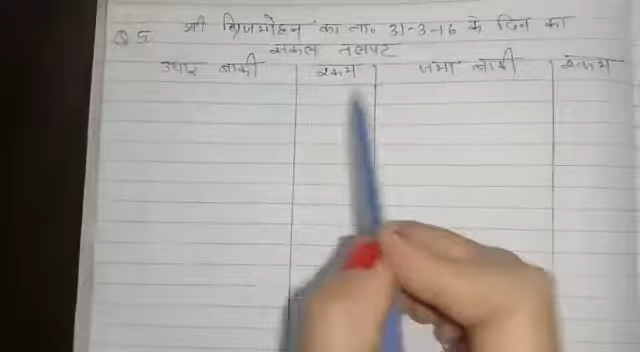 Q5 श्री ब्रिजमोहन का ता० 31-3-16 के दिन का
सकल तलपट
उधार बाकी रकम जमा बाकी रकम